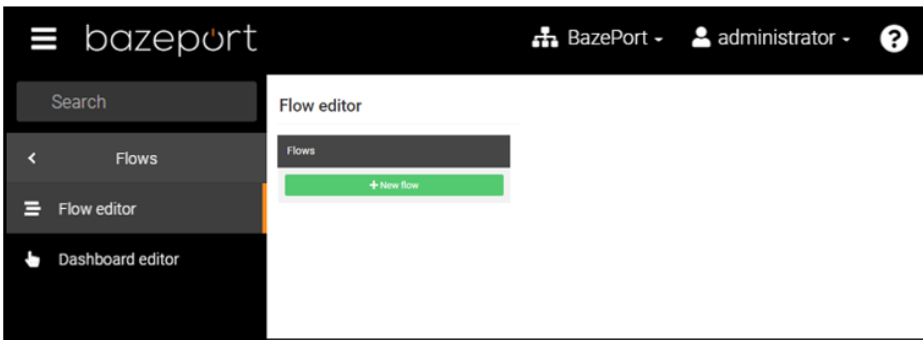 bazeport
BazePort
administrator
?
Search
Flow editor
Flows
Flows
+ New flow
Flow editor
Dashboard editor